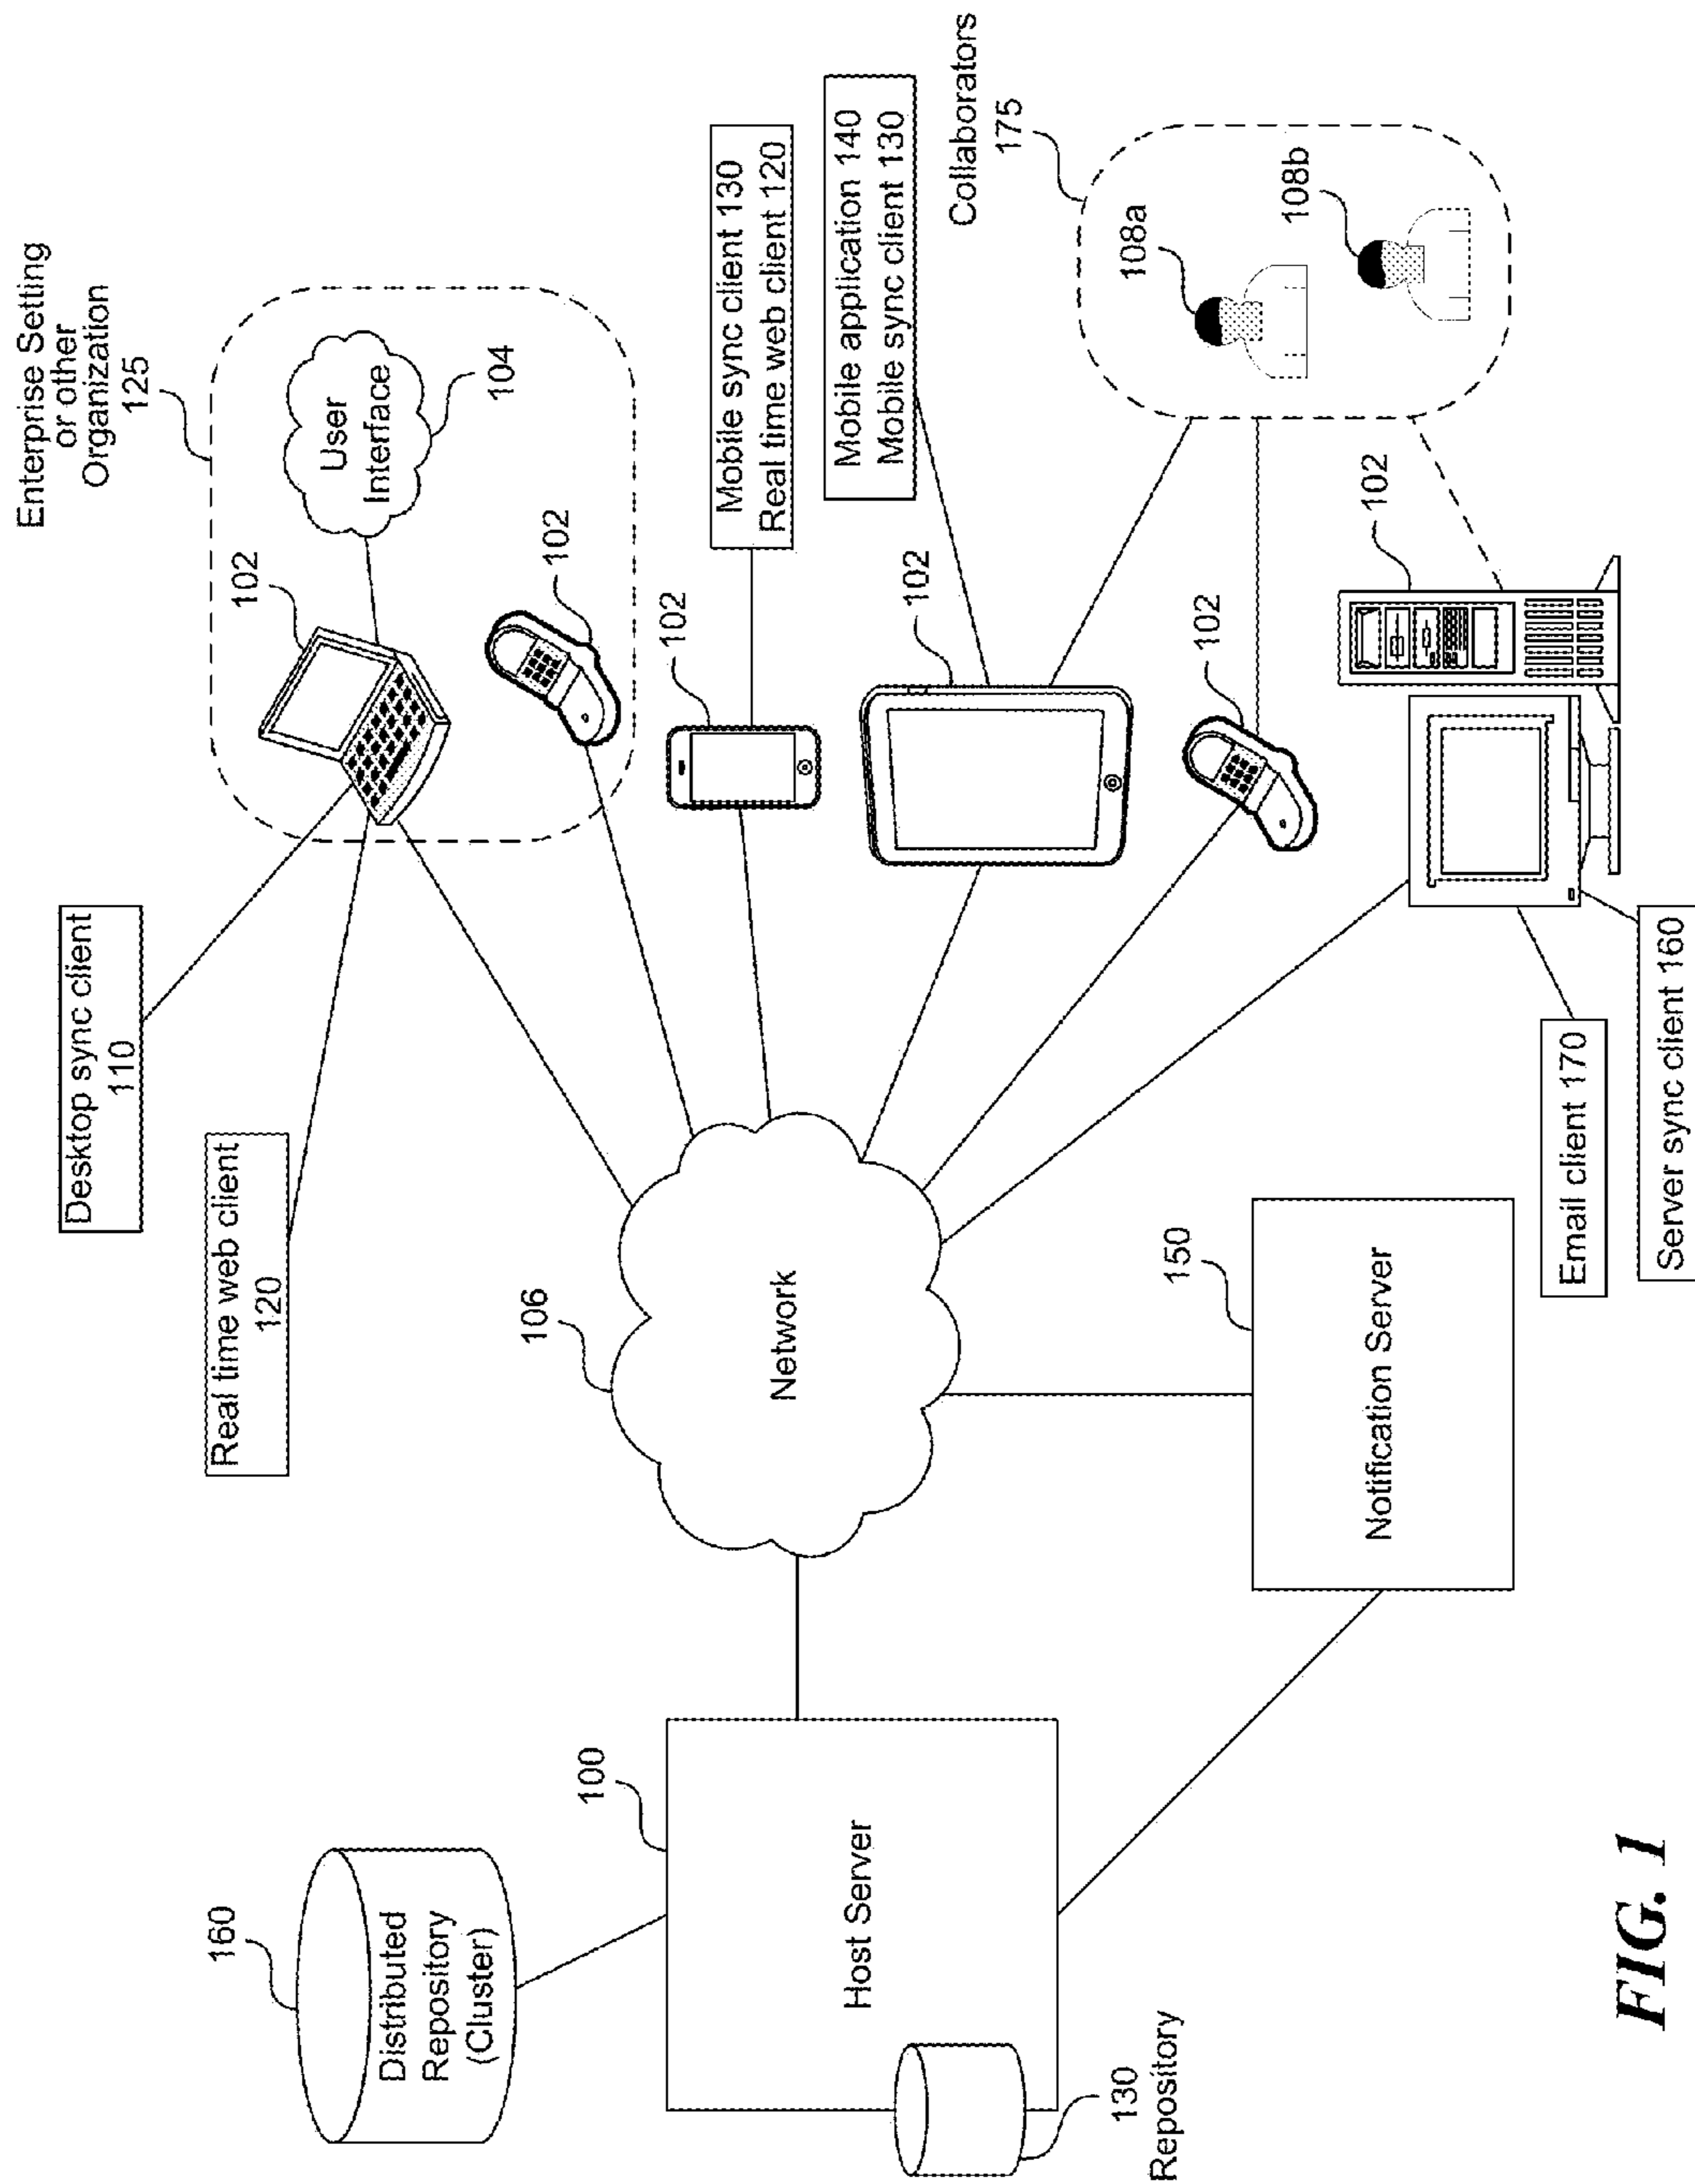 Enterprise Setting
or other
Organization
125
User
Interface
104
102
102
Desktop sync client
110
Real time web client
120
102
Mobile sync client 130
Real time web client 120
102
Mobile application 140
Mobile sync client 130
Collaborators
175
108a
108b
102
102
Email client 170
Server sync client 160
106
Network
150
Notification Server
160
Distributed
Repository
(Cluster)
100
Host Server
130
Repository
FIG. 1